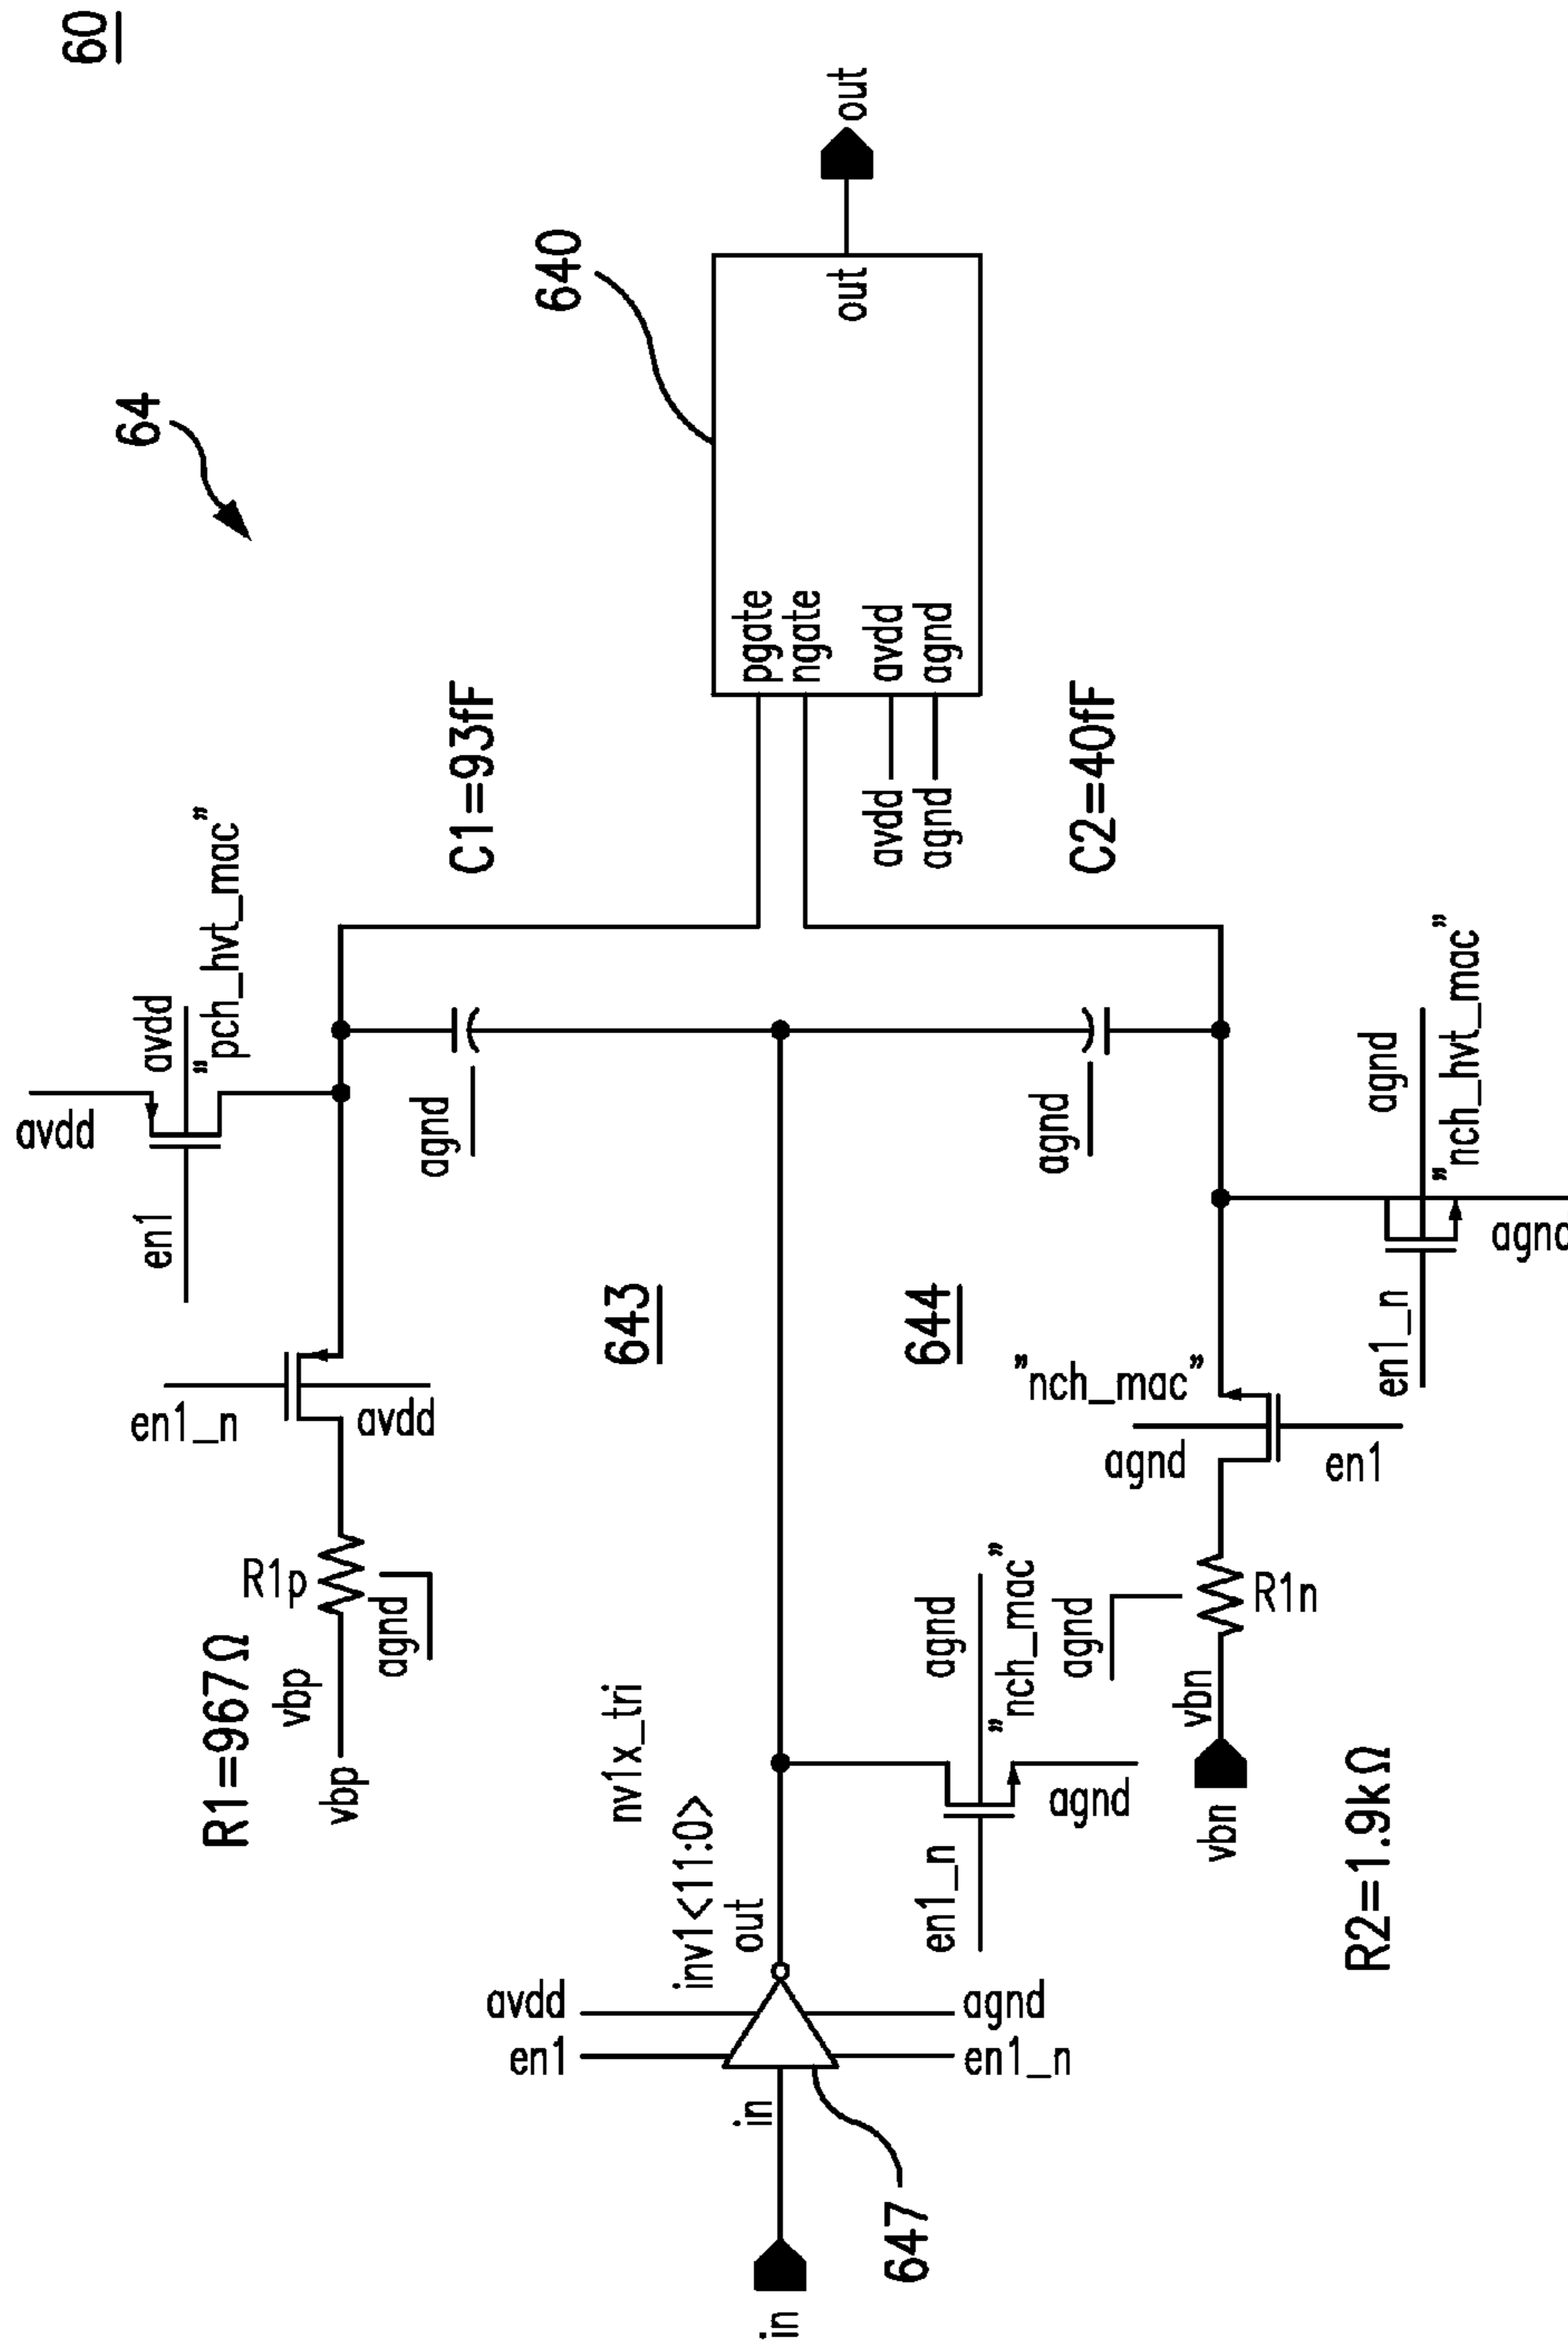 60
64
avdd
en1
avdd
"pch_hvt_mac"
en1_n
avdd
R1=967Ω
R1p
vbp
vbp
agnd
agnd
C1=93fF
640
pgate
ngate
avdd
agnd
out
out
avdd
agnd
C2=40fF
643
644
nv1x_tri
inv1<11:0>
out
avdd
en1
agnd
en1_n
in
in
647
en1_n
agnd
"nch_mac"
agnd
agnd
agnd
"nch_mac"
agnd
en1
R1n
vbn
vbn
R2=1.9kΩ
en1_n
agnd
"nch_hvt_mac"
agnd